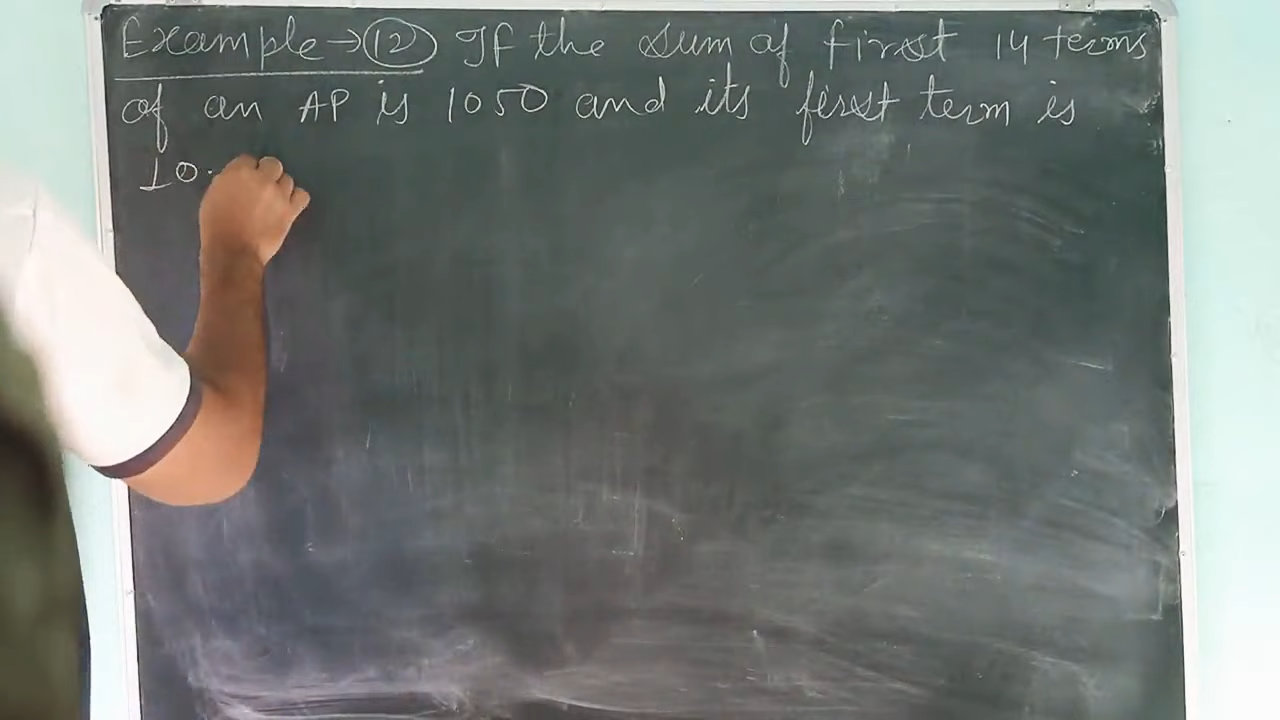 Example → 12 If the sum of first 14 terms
of an AP is 1050 and its first term is
10.